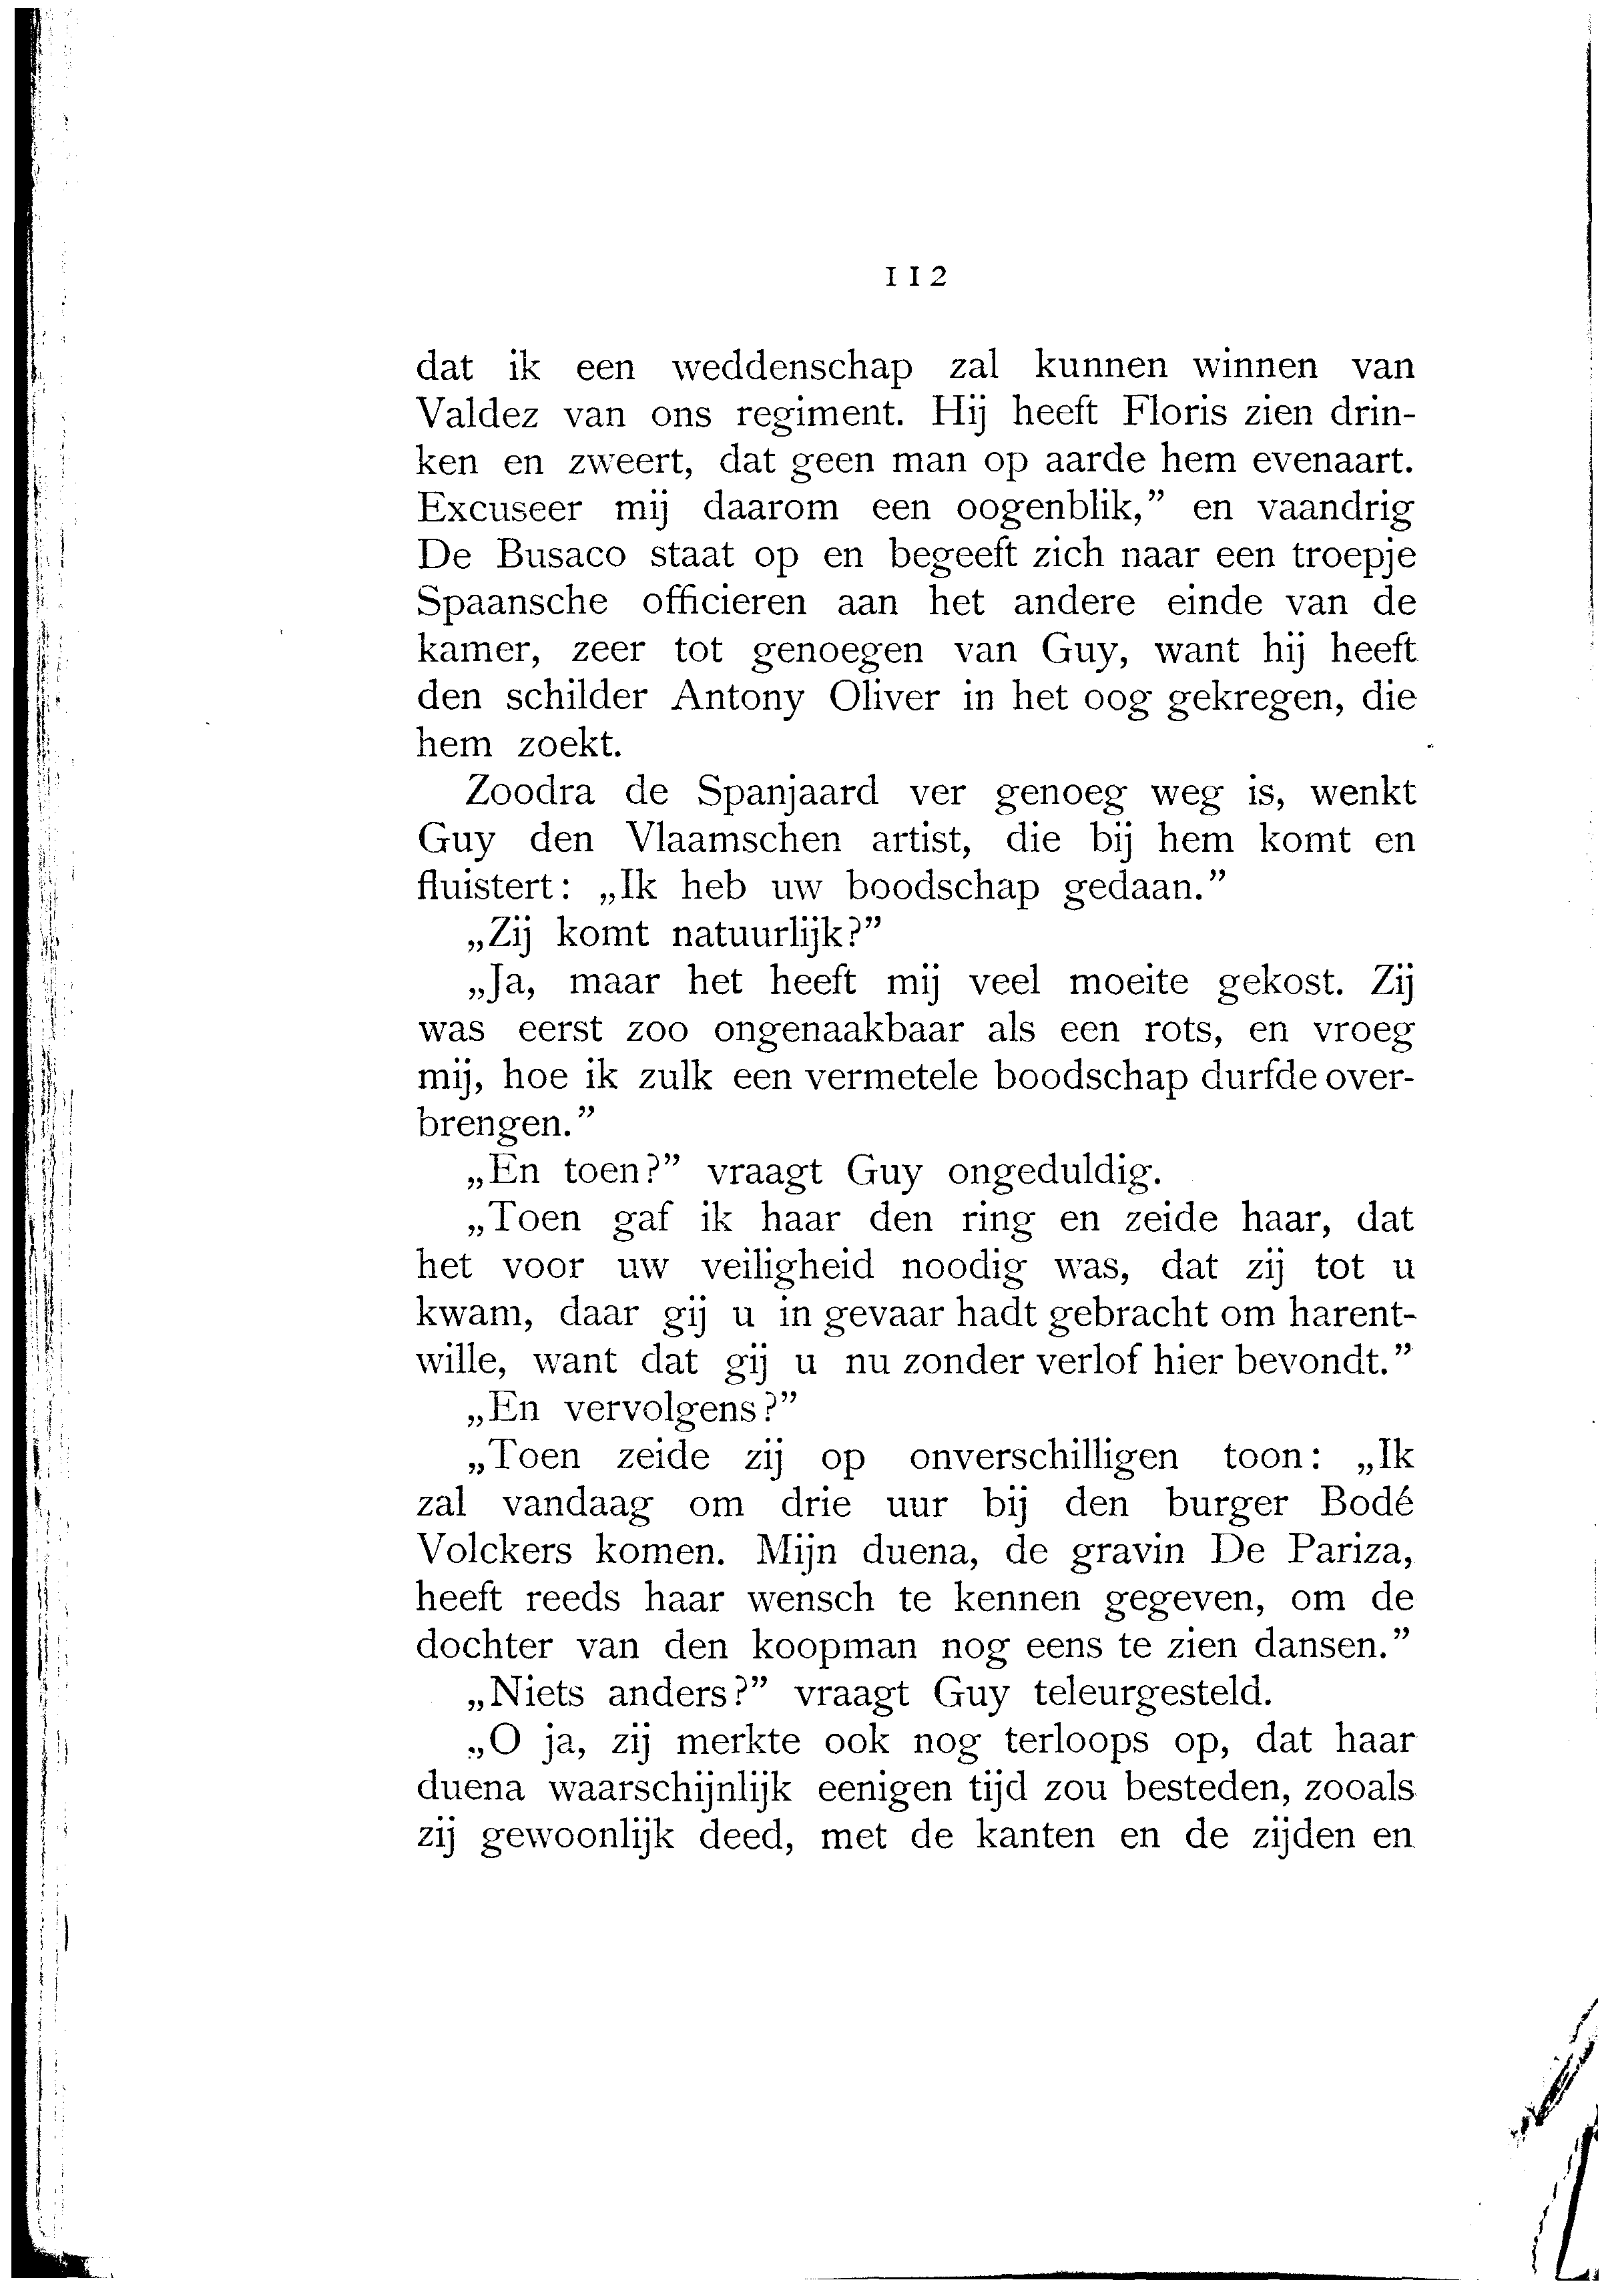 112
dat ik een weddenschap zal kunnen winnen van
Valdez van ons regiment. Hij heeft Floris zien drin-
ken en zweert, dat geen man op aarde hem evenaart.
Excuseer mij daarom een oogenblik,” en vaandrig
De Busaco staat op en begeeft zich naar een troepje
Spaansche officieren aan het andere einde van de
kamer, zeer tot genoegen van Guy, want hij heeft
den schilder Antony Oliver in het oog gekregen, die
hem zoekt.
Zoodra de Spanjaard ver genoeg weg is, wenkt
Guy den Vlaamschen artist, die bij hem komt en
fluistert: „Ik heb uw boodschap gedaan.”
„Zij komt natuurlijk?”
„Ja, maar het heeft mij veel moeite gekost. Zij
was eerst zoo ongenaakbaar als een rots, en vroeg
mij, hoe ik zulk een vermetele boodschap durfde over-
brengen.”
„En toen?” vraagt Guy ongeduldig.
„Toen gaf ik haar den ring en zeide haar, dat
het voor uw veiligheid noodig was, dat zij tot u
kwam, daar gij u in gevaar hadt gebracht om harent-
wille, want dat gij u nu zonder verlof hier bevondt.”
„En vervolgens?”
„Toen zeide zij op onverschilligen toon: „Ik
zal vandaag om drie uur bij den burger Bodé
Volckers komen. Mijn duena, de gravin De Pariza,
heeft reeds haar wensch te kennen gegeven, om de
dochter van den koopman nog eens te zien dansen.”
„Niets anders?” vraagt Guy teleurgesteld.
„O ja, zij merkte ook nog terloops op, dat haar
duena waarschijnlijk eenigen tijd zou besteden, zooals
zij gewoonlijk deed, met de kanten en de zijden en